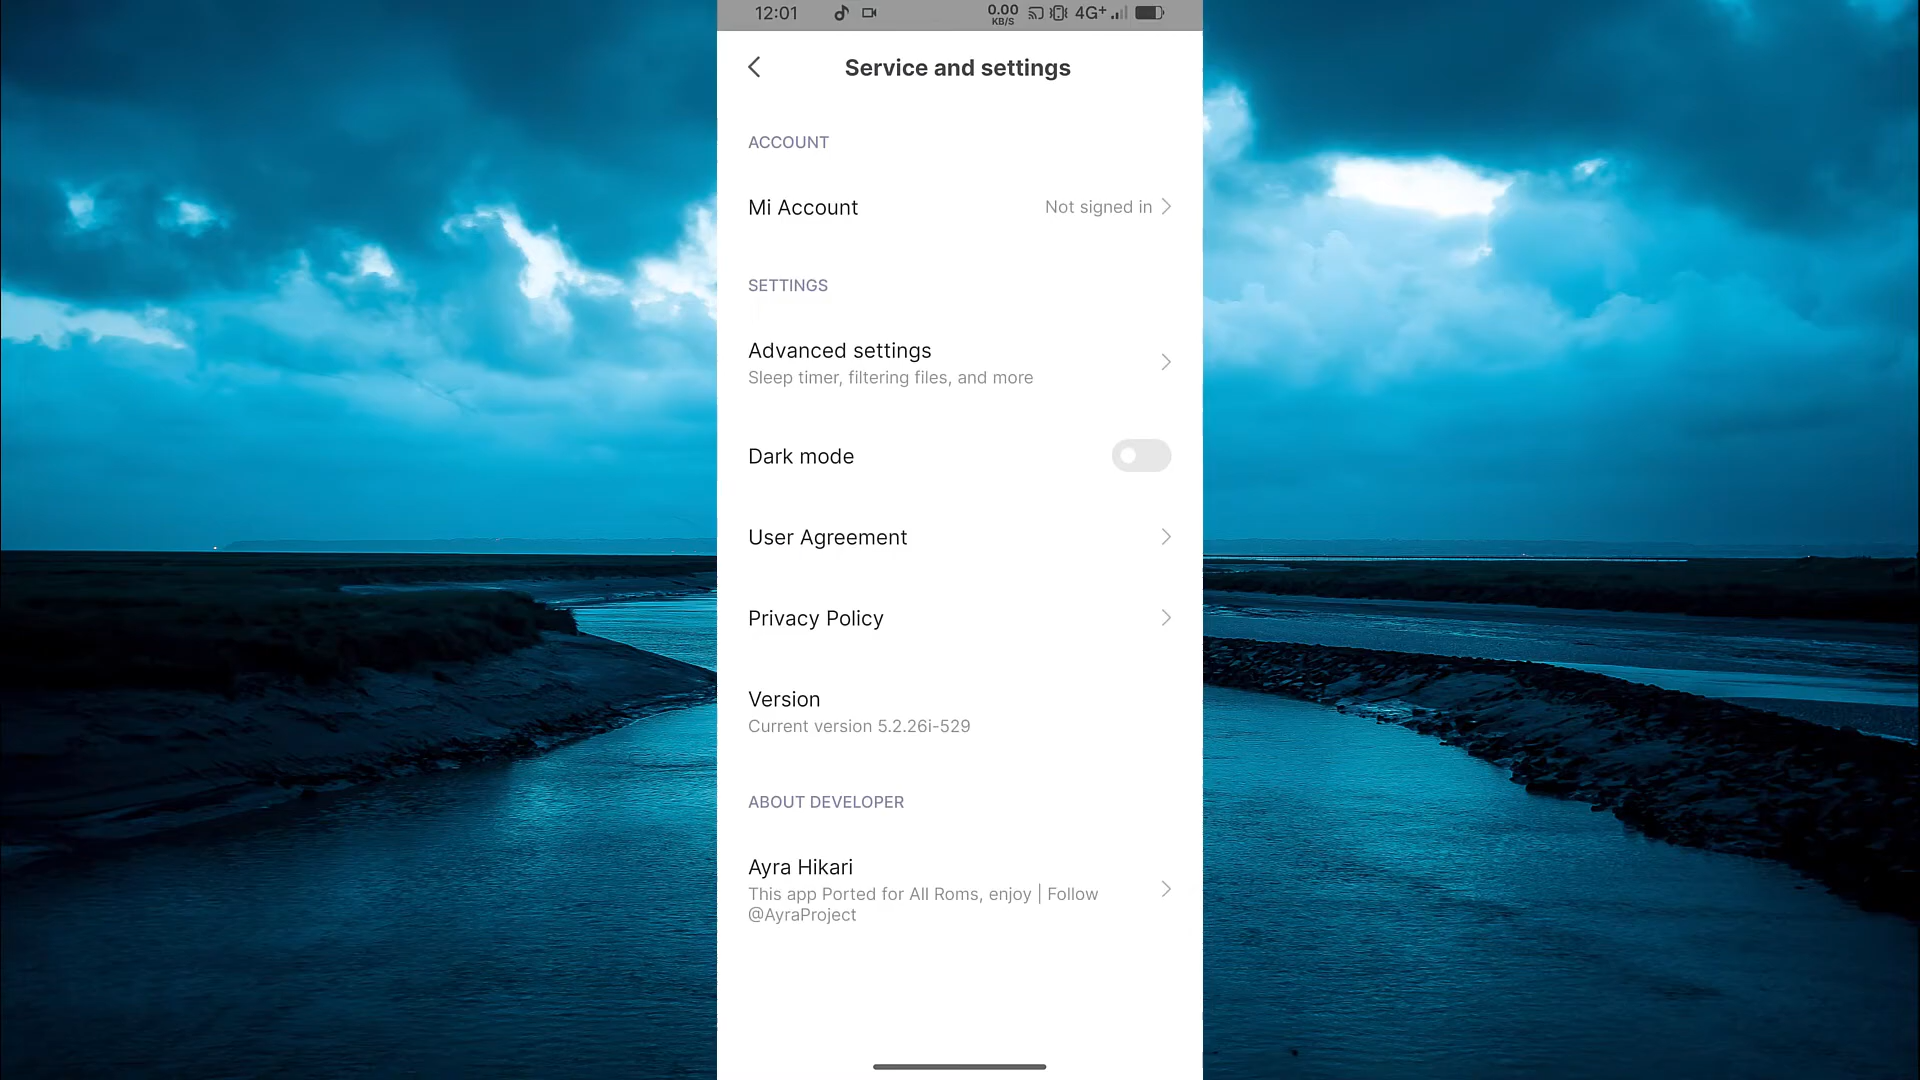 12:01 0.00 KB/S 4G+
Service and settings
ACCOUNT
Mi Account Not signed in
SETTINGS
Advanced settings
Sleep timer, filtering files, and more
Dark mode
User Agreement
Privacy Policy
Version
Current version 5.2.26i-529
ABOUT DEVELOPER
Ayra Hikari
This app Ported for All Roms, enjoy | Follow
@AyraProject